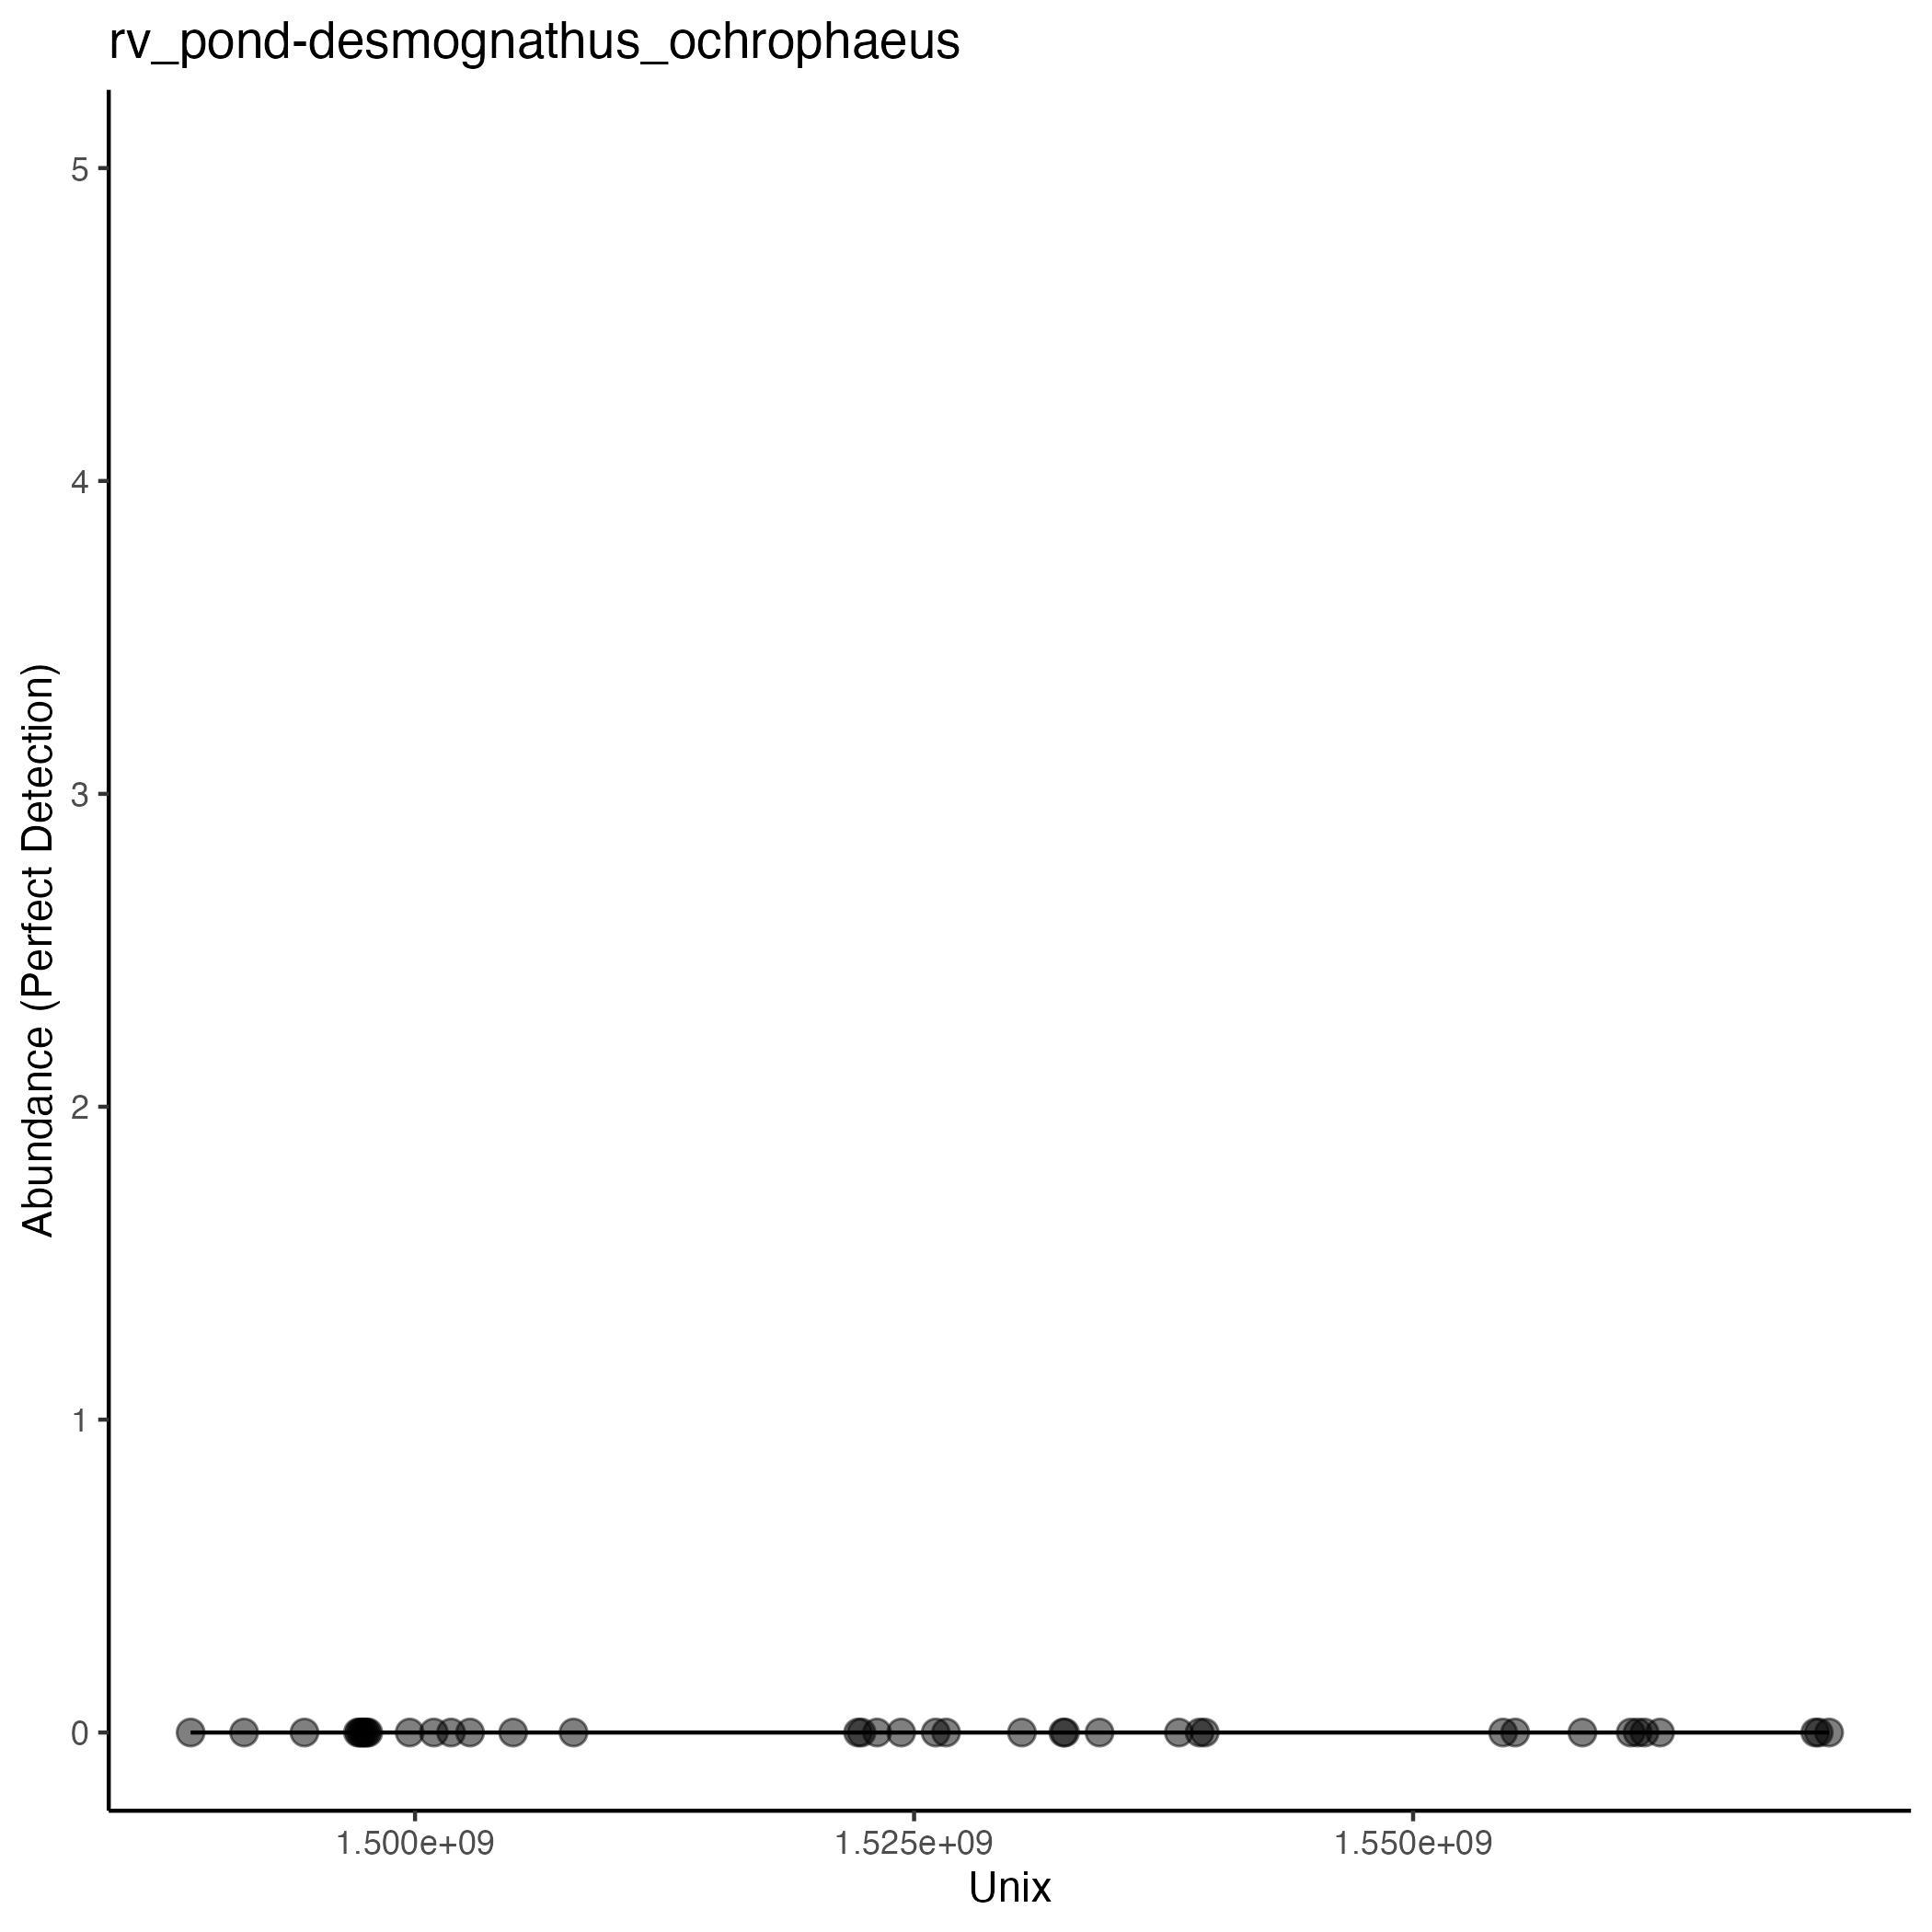 rv_pond-desmognathus_ochrophaeus
5
4
3
2
1
0
Abundance (Perfect Detection)
1.500e+09
1.525e+09
1.550e+09
Unix